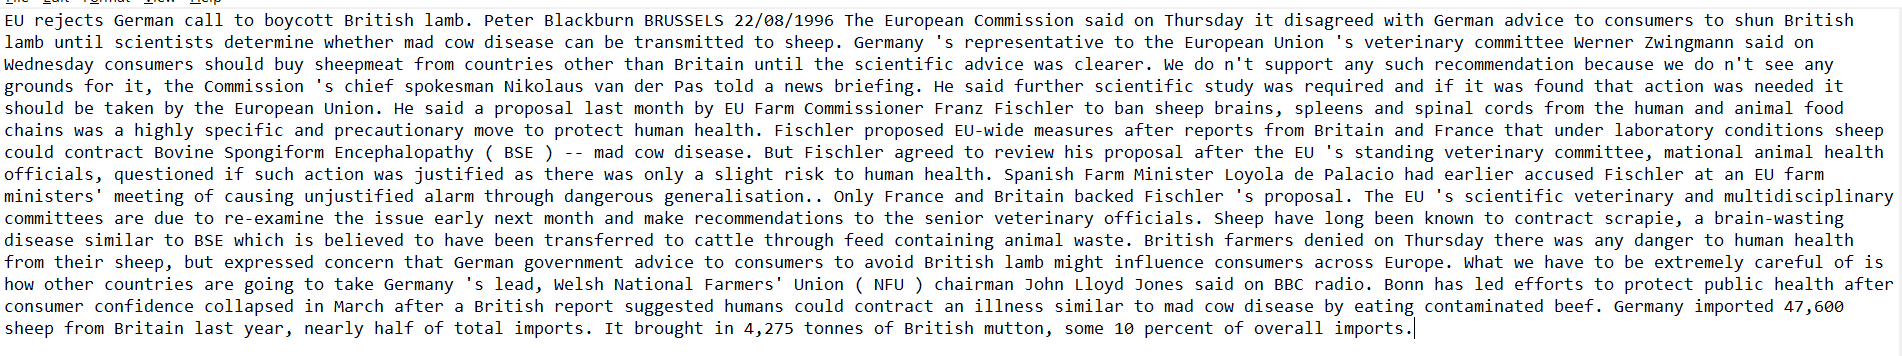 EU rejects German call to boycott British lamb. Peter Blackburn BRUSSELS 22/08/1996 The European Commission said on Thursday it disagreed with German advice to consumers to shun British
lamb until scientists determine whether mad cow disease can be transmitted to sheep. Germany 's representative to the European Union 's veterinary committee Werner Zwingmann said on
Wednesday consumers should buy sheepmeat from countries other than Britain until the scientific advice was clearer. We do n't support any such recommendation because we do n't see any
grounds for it, the Commission 's chief spokesman Nikolaus van der Pas told a news briefing. He said further scientific study was required and if it was found that action was needed it
should be taken by the European Union. He said a proposal last month by EU Farm Commissioner Franz Fischler to ban sheep brains, spleens and spinal cords from the human and animal food
chains was a highly specific and precautionary move to protect human health. Fischler proposed EU-wide measures after reports from Britain and France that under laboratory conditions sheep
could contract Bovine Spongiform Encephalopathy ( BSE ) -- mad cow disease. But Fischler agreed to review his proposal after the EU 's standing veterinary committee, mational animal health
officials, questioned if such action was justified as there was only a slight risk to human health. Spanish Farm Minister Loyola de Palacio had earlier accused Fischler at an EU farm
ministers' meeting of causing unjustified alarm through dangerous generalisation.. Only France and Britain backed Fischler 's proposal. The EU 's scientific veterinary and multidisciplinary
committees are due to re-examine the issue early next month and make recommendations to the senior veterinary officials. Sheep have long been known to contract scrapie, a brain-wasting
disease similar to BSE which is believed to have been transferred to cattle through feed containing animal waste. British farmers denied on Thursday there was any danger to human health
from their sheep, but expressed concern that German government advice to consumers to avoid British lamb might influence consumers across Europe. What we have to be extremely careful of is
how other countries are going to take Germany 's lead, Welsh National Farmers' Union ( NFU ) chairman John Lloyd Jones said on BBC radio. Bonn has led efforts to protect public health after
consumer confidence collapsed in March after a British report suggested humans could contract an illness similar to mad cow disease by eating contaminated beef. Germany imported 47,600
sheep from Britain last year, nearly half of total imports. It brought in 4,275 tonnes of British mutton, some 10 percent of overall imports.